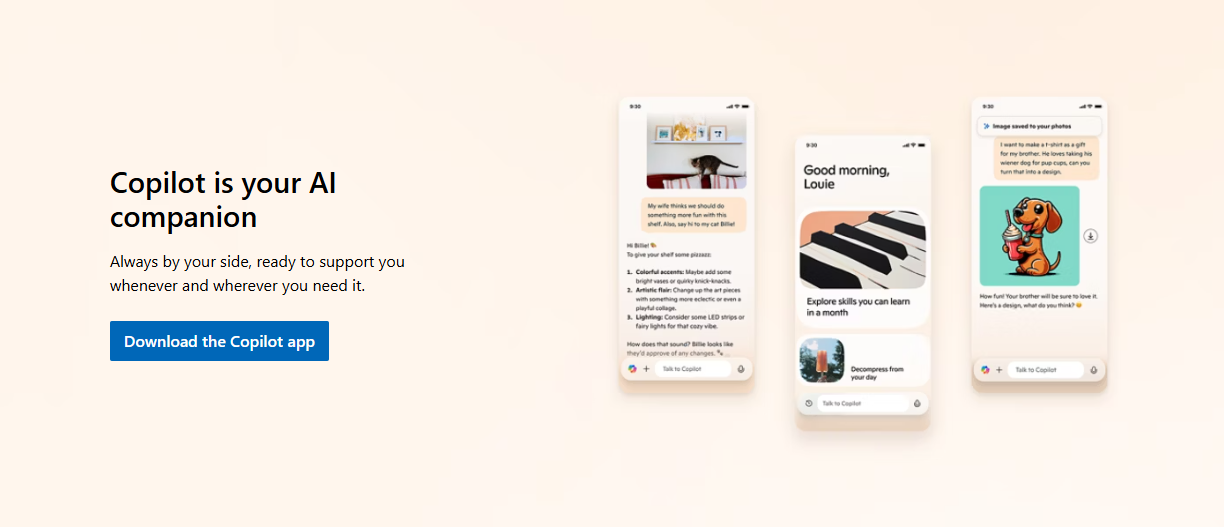 Copilot is your AI
companion
Always by your side, ready to support you
whenever and wherever you need it.
Download the Copilot app
9:30
My wife thinks we should do
something more fun with this
shelf. Also, say hi to my cat Billie!
Hi Billie!
To give your shelf some pizzazz:
1. Colorful accents: Maybe add some
bright vases or quirky knick-knacks.
2. Artistic flair: Change up the art pieces
with something more eclectic or even a
playful collage.
3. Lighting: Consider some LED strips or
fairy lights for that cozy vibe.
How does that sound? Billie looks like
they'd approve of any changes.
Talk to Copilot
9:30
Good morning,
Louie
Explore skills you can learn
in a month
Decompress from
your day
Talk to Copilot
9:30
Image saved to your photos
I want to make a t-shirt as a gift
for my brother. He loves taking his
wiener dog for pup cups, can you
turn that into a design.
How fun! Your brother will be sure to love it.
Here's a design, what do you think? 😊
Talk to Copilot